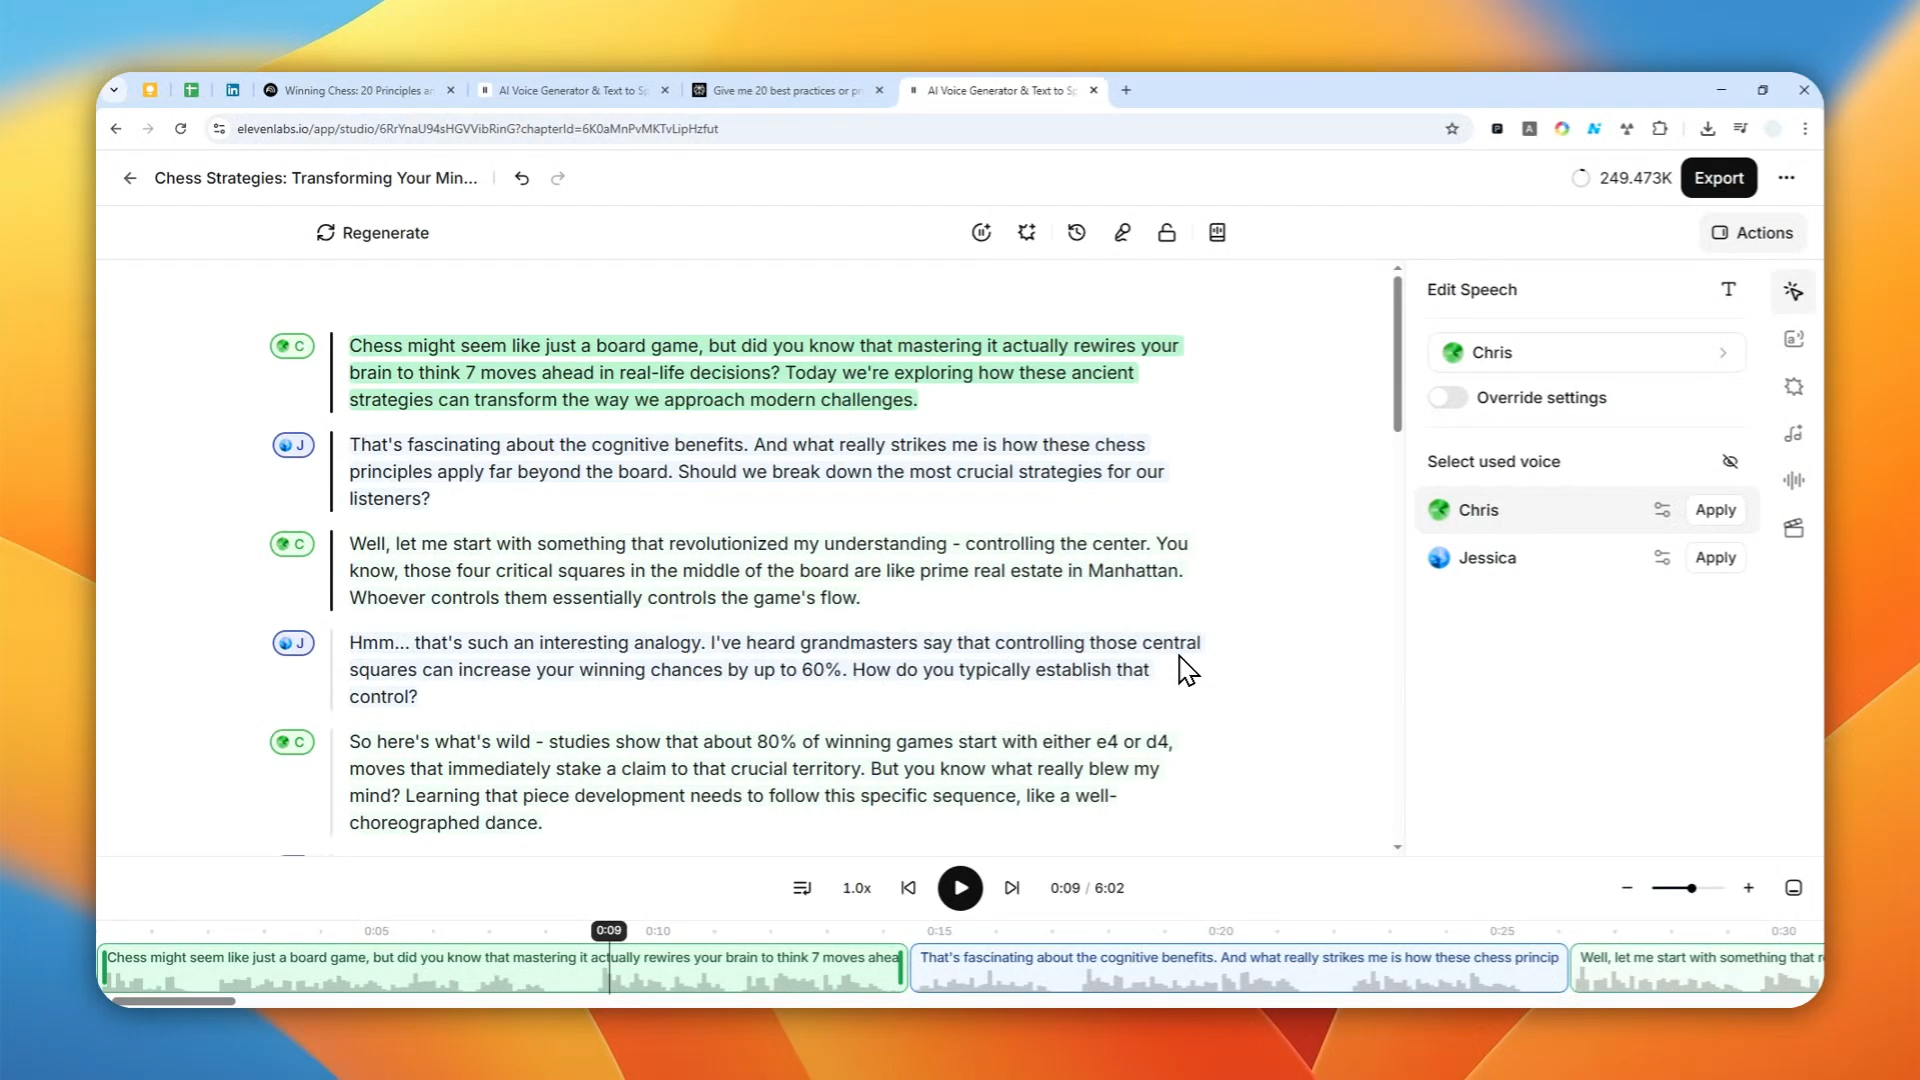 Winning Chess: 20 Principles ar
AI Voice Generator & Text to Sp
Give me 20 best practices or pr
AI Voice Generator & Text to Sp
elevenlabs.io/app/studio/6RrYnaU94sHGVVibRinG?chapterId=6K0aMnPvMKTvLipHzfut
Chess Strategies: Transforming Your Min...
249.473K
Export
Regenerate
Actions
C
Chess might seem like just a board game, but did you know that mastering it actually rewires your
brain to think 7 moves ahead in real-life decisions? Today we're exploring how these ancient
strategies can transform the way we approach modern challenges.
J
That's fascinating about the cognitive benefits. And what really strikes me is how these chess
principles apply far beyond the board. Should we break down the most crucial strategies for our
listeners?
C
Well, let me start with something that revolutionized my understanding - controlling the center. You
know, those four critical squares in the middle of the board are like prime real estate in Manhattan.
Whoever controls them essentially controls the game's flow.
J
Hmm... that's such an interesting analogy. I've heard grandmasters say that controlling those central
squares can increase your winning chances by up to 60%. How do you typically establish that
control?
C
So here's what's wild - studies show that about 80% of winning games start with either e4 or d4,
moves that immediately stake a claim to that crucial territory. But you know what really blew my
mind? Learning that piece development needs to follow this specific sequence, like a well-
choreographed dance.
Edit Speech
Chris
Override settings
Select used voice
Chris
Apply
Jessica
Apply
1.0x
0:09 / 6:02
0:05
0:09
0:10
0:15
0:20
0:25
0:30
Chess might seem like just a board game, but did you know that mastering it actually rewires your brain to think 7 moves ahea
That's fascinating about the cognitive benefits. And what really strikes me is how these chess princip
Well, let me start with something that r